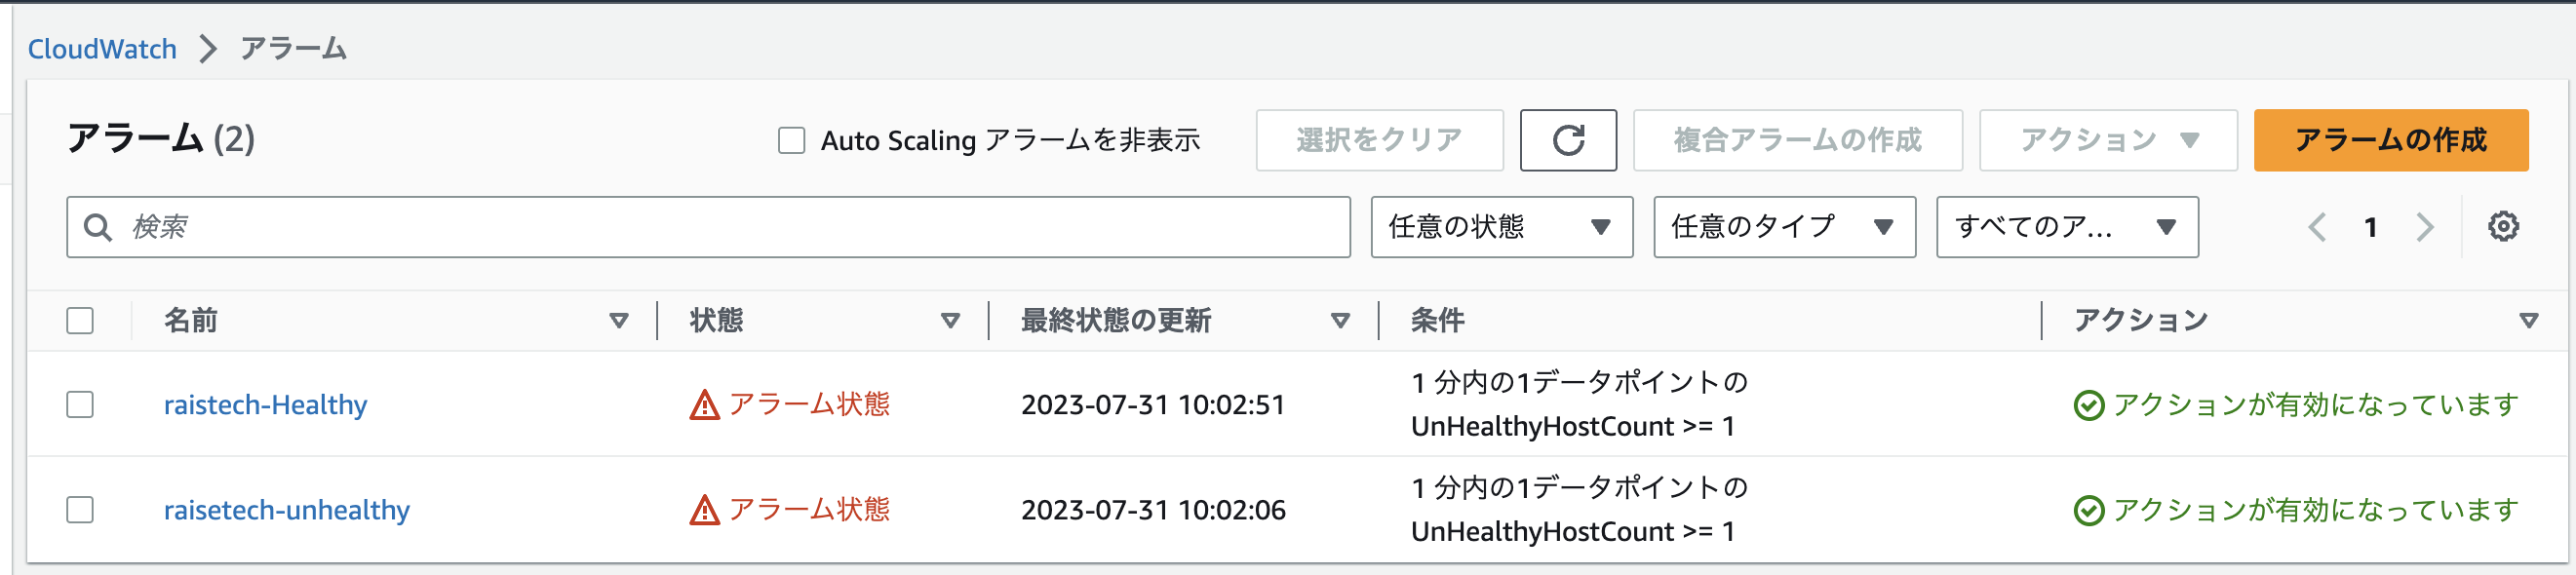 CloudWatch > アラーム
アラーム (2)
Auto Scaling アラームを非表示
選択をクリア
複合アラームの作成
アクション
アラームの作成
検索
任意の状態
任意のタイプ
すべてのア...
1
名前
状態
最終状態の更新
条件
アクション
raistech-Healthy
アラーム状態
2023-07-31 10:02:51
1 分内の1データポイントの
UnHealthyHostCount >= 1
アクションが有効になっています
raisetech-unhealthy
アラーム状態
2023-07-31 10:02:06
1 分内の1データポイントの
UnHealthyHostCount >= 1
アクションが有効になっています